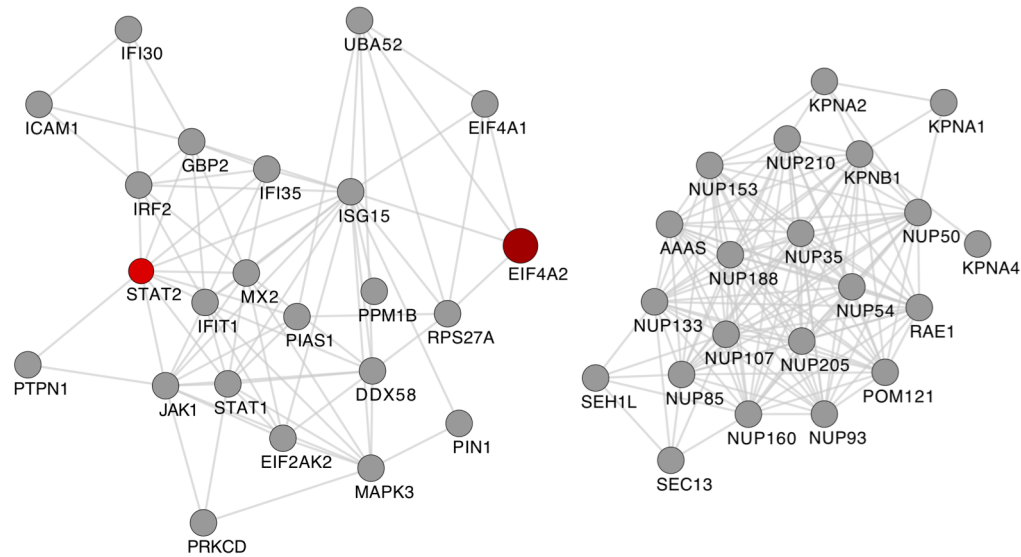 IFI30
UBA52
ICAM1
EIF4A1
GBP2
IFI35
IRF2
ISG15
EIF4A2
STAT2
MX2
IFIT1
PPM1B
PIAS1
RPS27A
PTPN1
JAK1
STAT1
DDX58
EIF2AK2
PIN1
MAPK3
PRKCD
KPNA2
KPNA1
NUP210
KPNB1
NUP153
NUP50
AAAS
NUP35
KPNA4
NUP188
NUP54
NUP133
RAE1
NUP107
NUP205
SEH1L
NUP85
POM121
NUP160
NUP93
SEC13